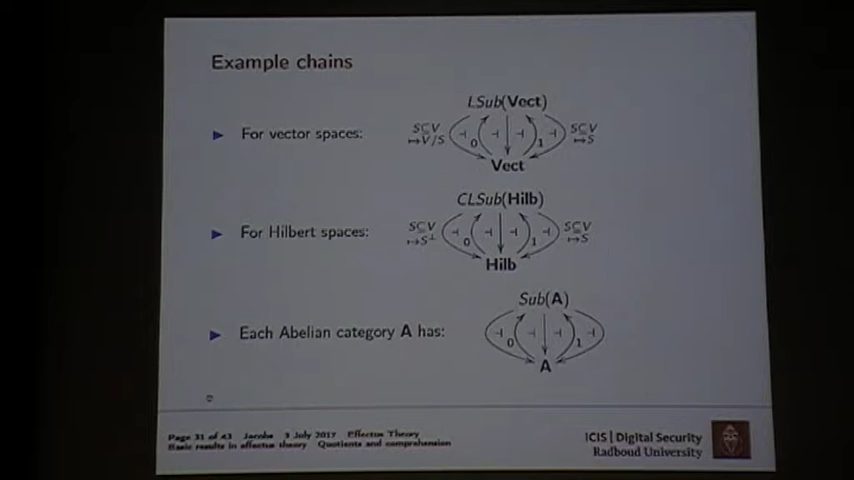 Example chains
LSub(Vect)
▶ For vector spaces:
S⊆V
↦V/S
⊣ 0 ⊣ ⊣ 1 ⊣
S⊆V
↦S
Vect
CLSub(Hilb)
▶ For Hilbert spaces:
S⊆V
↦S⊥
⊣ 0 ⊣ ⊣ 1 ⊣
S⊆V
↦S
Hilb
Sub(A)
▶ Each Abelian category A has:
⊣ 0 ⊣ ⊣ 1 ⊣
A
Page 31 of 43 Jacobs 3 July 2017 Effectus Theory
Basic results in effectus theory Quotients and comprehension
iCIS | Digital Security
Radboud University